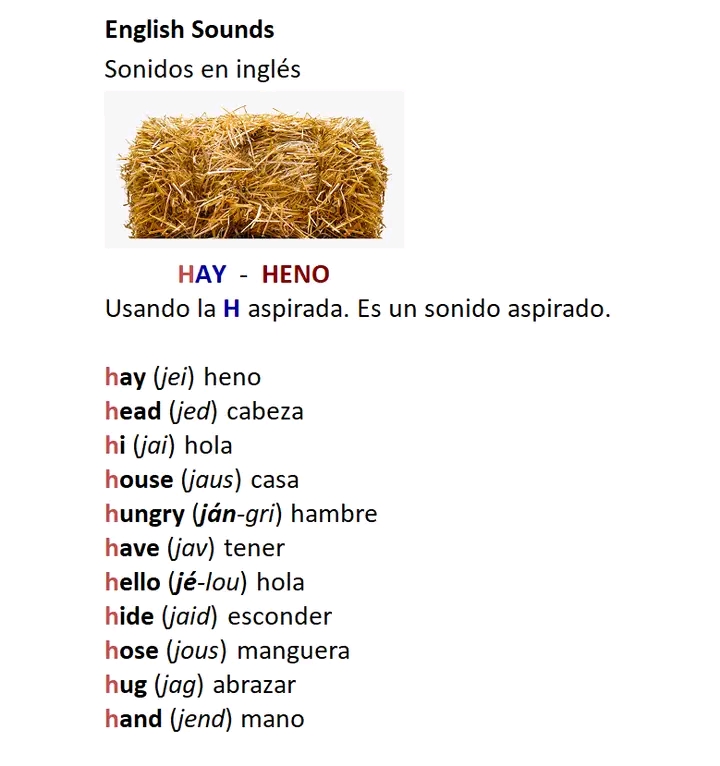 English Sounds
Sonidos en inglés
HAY - HENO
Usando la H aspirada. Es un sonido aspirado.
hay (jei) heno
head (jed) cabeza
hi (jai) hola
house (jaus) casa
hungry (ján-gri) hambre
have (jav) tener
hello (jé-lou) hola
hide (jaid) esconder
hose (jous) manguera
hug (jag) abrazar
hand (jend) mano